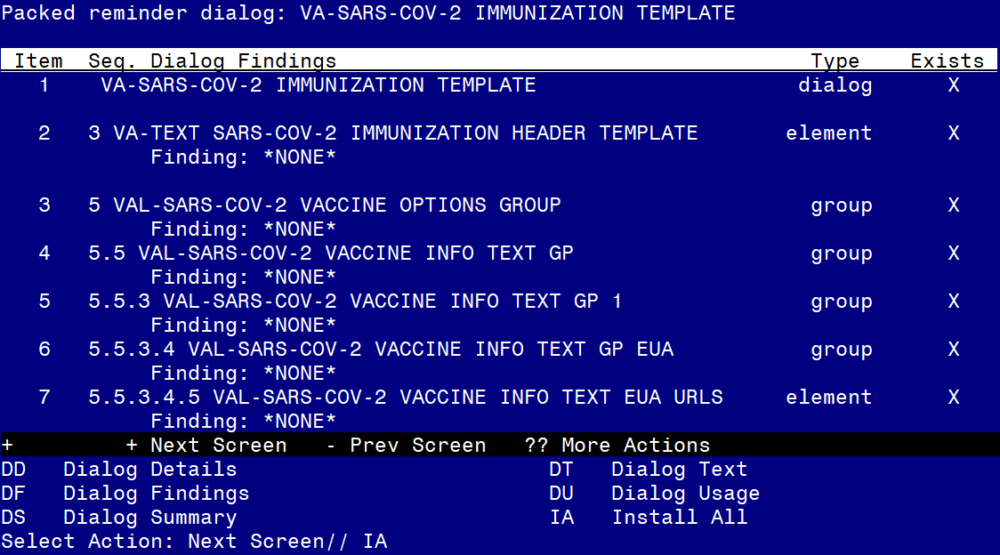 Packed reminder dialog: VA-SARS-COV-2 IMMUNIZATION TEMPLATE
Item  Seq. Dialog Findings                                      Type    Exists
1    VA-SARS-COV-2 IMMUNIZATION TEMPLATE                     dialog      X
2   3 VA-TEXT SARS-COV-2 IMMUNIZATION HEADER TEMPLATE       element      X
Finding: *NONE*
3   5 VAL-SARS-COV-2 VACCINE OPTIONS GROUP                    group      X
Finding: *NONE*
4   5.5 VAL-SARS-COV-2 VACCINE INFO TEXT GP                   group      X
Finding: *NONE*
5   5.5.3 VAL-SARS-COV-2 VACCINE INFO TEXT GP 1               group      X
Finding: *NONE*
6   5.5.3.4 VAL-SARS-COV-2 VACCINE INFO TEXT GP EUA           group      X
Finding: *NONE*
7   5.5.3.4.5 VAL-SARS-COV-2 VACCINE INFO TEXT EUA URLS     element      X
Finding: *NONE*
+         + Next Screen   - Prev Screen   ?? More Actions
DD   Dialog Details                         DT   Dialog Text
DF   Dialog Findings                        DU   Dialog Usage
DS   Dialog Summary                         IA   Install All
Select Action: Next Screen// IA